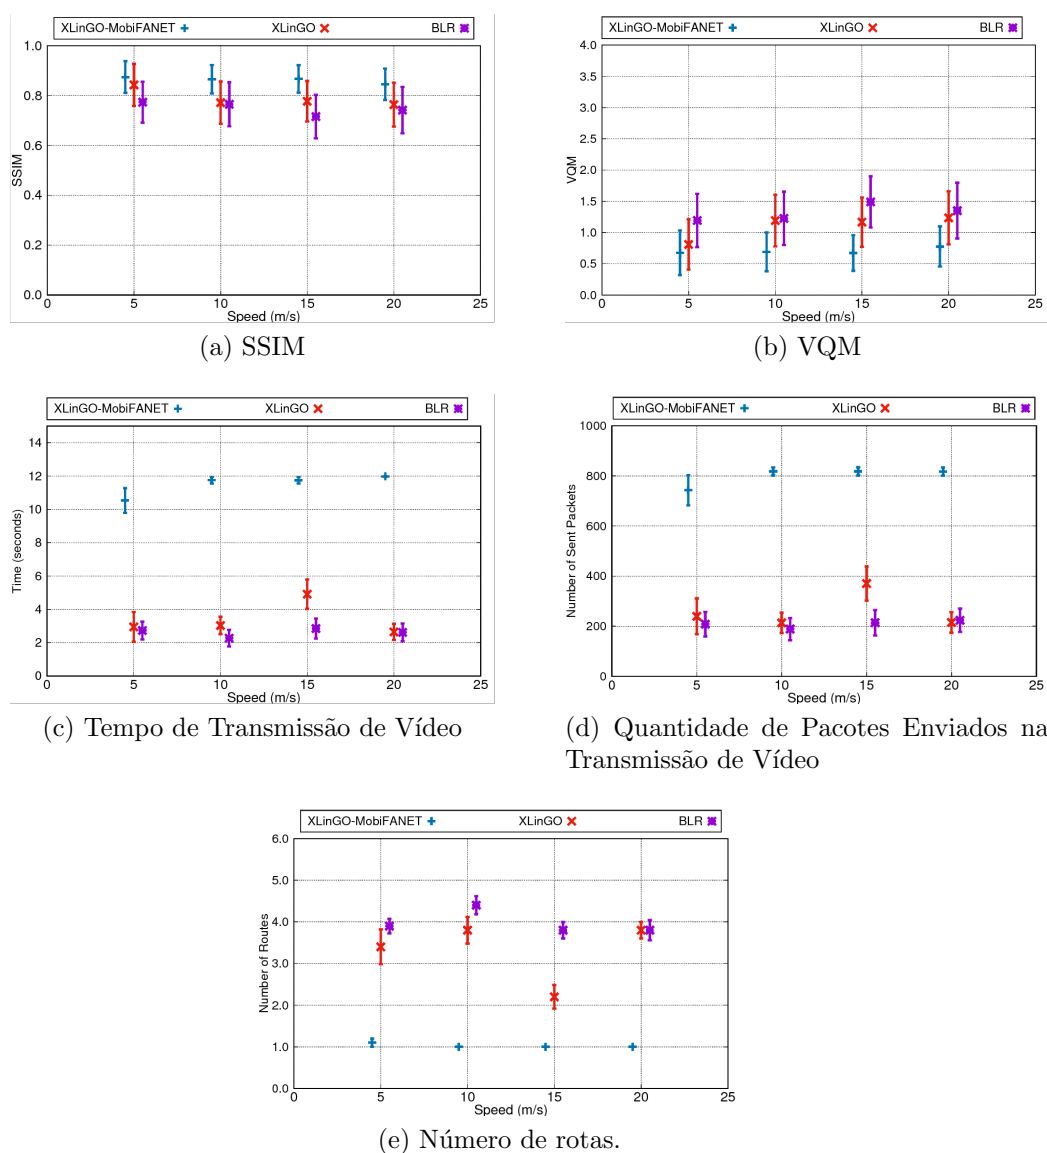 XLinGO-MobiFANET XLinGO BLR
1.0
0.8
0.6
0.4
0.2
0.0
SSIM
0 5 10 15 20 25
Speed (m/s)
(a) SSIM
XLinGO-MobiFANET XLinGO BLR
4.0
3.5
3.0
2.5
2.0
1.5
1.0
0.5
0.0
VQM
0 5 10 15 20 25
Speed (m/s)
(b) VQM
XLinGO-MobiFANET XLinGO BLR
14
12
10
8
6
4
2
0
Time (seconds)
0 5 10 15 20 25
Speed (m/s)
(c) Tempo de Transmissão de Vídeo
XLinGO-MobiFANET XLinGO BLR
1000
800
600
400
200
0
Number of Sent Packets
0 5 10 15 20 25
Speed (m/s)
(d) Quantidade de Pacotes Enviados na
Transmissão de Vídeo
XLinGO-MobiFANET XLinGO BLR
6.0
5.0
4.0
3.0
2.0
1.0
0.0
Number of Routes
0 5 10 15 20 25
Speed (m/s)
(e) Número de rotas.